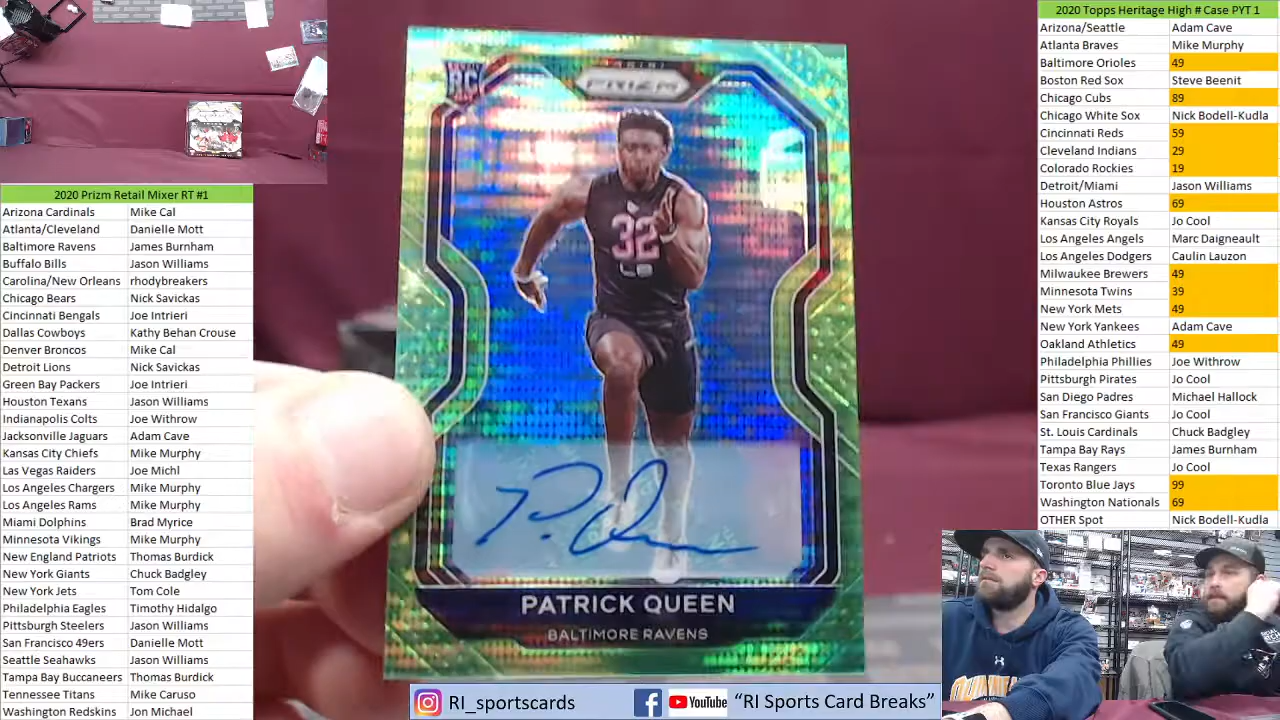 2020 Prizm Retail Mixer RT #1
Arizona Cardinals Mike Cal
Atlanta/Cleveland Danielle Mott
Baltimore Ravens James Burnham
Buffalo Bills Jason Williams
Carolina/New Orleans rhodybreakers
Chicago Bears Nick Savickas
Cincinnati Bengals Joe Intrieri
Dallas Cowboys Kathy Behan Crouse
Denver Broncos Mike Cal
Detroit Lions Nick Savickas
Green Bay Packers Joe Intrieri
Houston Texans Jason Williams
Indianapolis Colts Joe Withrow
Jacksonville Jaguars Adam Cave
Kansas City Chiefs Mike Murphy
Las Vegas Raiders Joe Michl
Los Angeles Chargers Mike Murphy
Los Angeles Rams Mike Murphy
Miami Dolphins Brad Myrice
Minnesota Vikings Mike Murphy
New England Patriots Thomas Burdick
New York Giants Chuck Badgley
New York Jets Tom Cole
Philadelphia Eagles Timothy Hidalgo
Pittsburgh Steelers Jason Williams
San Francisco 49ers Danielle Mott
Seattle Seahawks Jason Williams
Tampa Bay Buccaneers Thomas Burdick
Tennessee Titans Mike Caruso
Washington Redskins Jon Michael
RC
PANINI
PRIZM
32
LB
P. Queen
PATRICK QUEEN
BALTIMORE RAVENS
RI_sportscards YouTube "RI Sports Card Breaks"
2020 Topps Heritage High # Case PYT 1
Arizona/Seattle Adam Cave
Atlanta Braves Mike Murphy
Baltimore Orioles 49
Boston Red Sox Steve Beenit
Chicago Cubs 89
Chicago White Sox Nick Bodell-Kudla
Cincinnati Reds 59
Cleveland Indians 29
Colorado Rockies 19
Detroit/Miami Jason Williams
Houston Astros 69
Kansas City Royals Jo Cool
Los Angeles Angels Marc Daigneault
Los Angeles Dodgers Caulin Lauzon
Milwaukee Brewers 49
Minnesota Twins 39
New York Mets 49
New York Yankees Adam Cave
Oakland Athletics 49
Philadelphia Phillies Joe Withrow
Pittsburgh Pirates Jo Cool
San Diego Padres Michael Hallock
San Francisco Giants Jo Cool
St. Louis Cardinals Chuck Badgley
Tampa Bay Rays James Burnham
Texas Rangers Jo Cool
Toronto Blue Jays 99
Washington Nationals 69
OTHER Spot Nick Bodell-Kudla